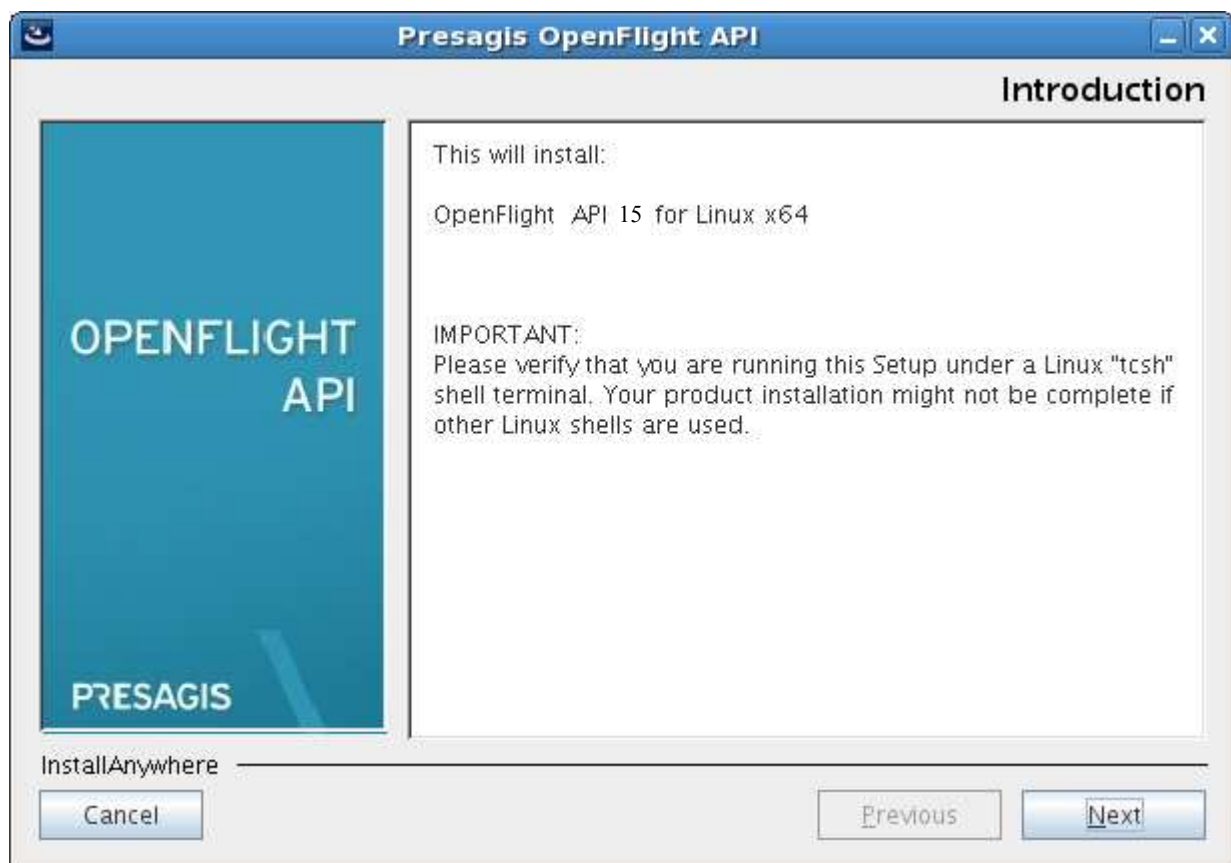 Presagis OpenFlight API
Introduction
OPENFLIGHT
API
PRESAGIS
This will install:
OpenFlight API 15 for Linux x64
IMPORTANT:
Please verify that you are running this Setup under a Linux "tcsh"
shell terminal. Your product installation might not be complete if
other Linux shells are used.
InstallAnywhere
Cancel
Previous
Next